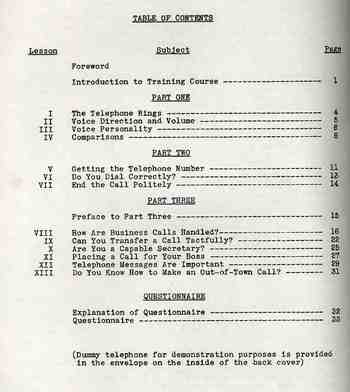 TABLE OF CONTENTS
Lesson Subject Page
Foreword
Introduction to Training Course ------------------- 1
PART ONE
I The Telephone Rings ------------------------------- 4
II Voice Direction and Volume ------------------------ 5
III Voice Personality --------------------------------- 6
IV Comparisons --------------------------------------- 8
PART TWO
V Getting the Telephone Number ---------------------- 11
VI Do You Dial Correctly? ---------------------------- 13
VII End the Call Politely ----------------------------- 14
PART THREE
Preface to Part Three ----------------------------- 15
VIII How Are Business Calls Handled?-------------------- 16
IX Can You Transfer a Call Tactfully? ---------------- 22
X Are You a Capable Secretary? ---------------------- 25
XI Placing a Call for Your Boss ---------------------- 27
XII Telephone Messages Are Important ------------------ 29
XIII Do You Know How to Make an Out-of-Town Call? -------- 31
QUESTIONNAIRE
Explanation of Questionnaire ---------------------- 32
Questionnaire ------------------------------------- 33
(Dummy telephone for demonstration purposes is provided
in the envelope on the inside of the back cover)